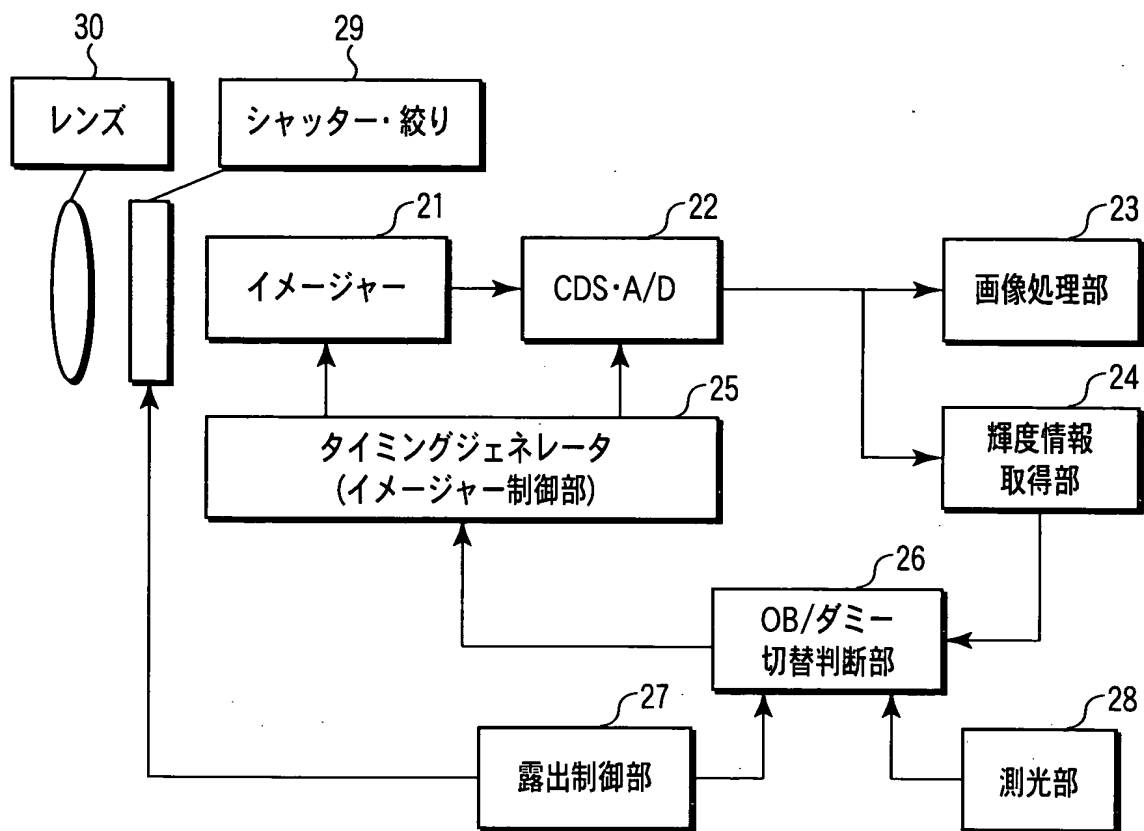 30
29
レンズ
シャッター・絞り
21
22
23
イメージャー
CDS・A/D
画像処理部
25
24
タイミングジェネレータ
(イメージャー制御部)
輝度情報
取得部
26
OB/ダミー
切替判断部
27
28
露出制御部
測光部